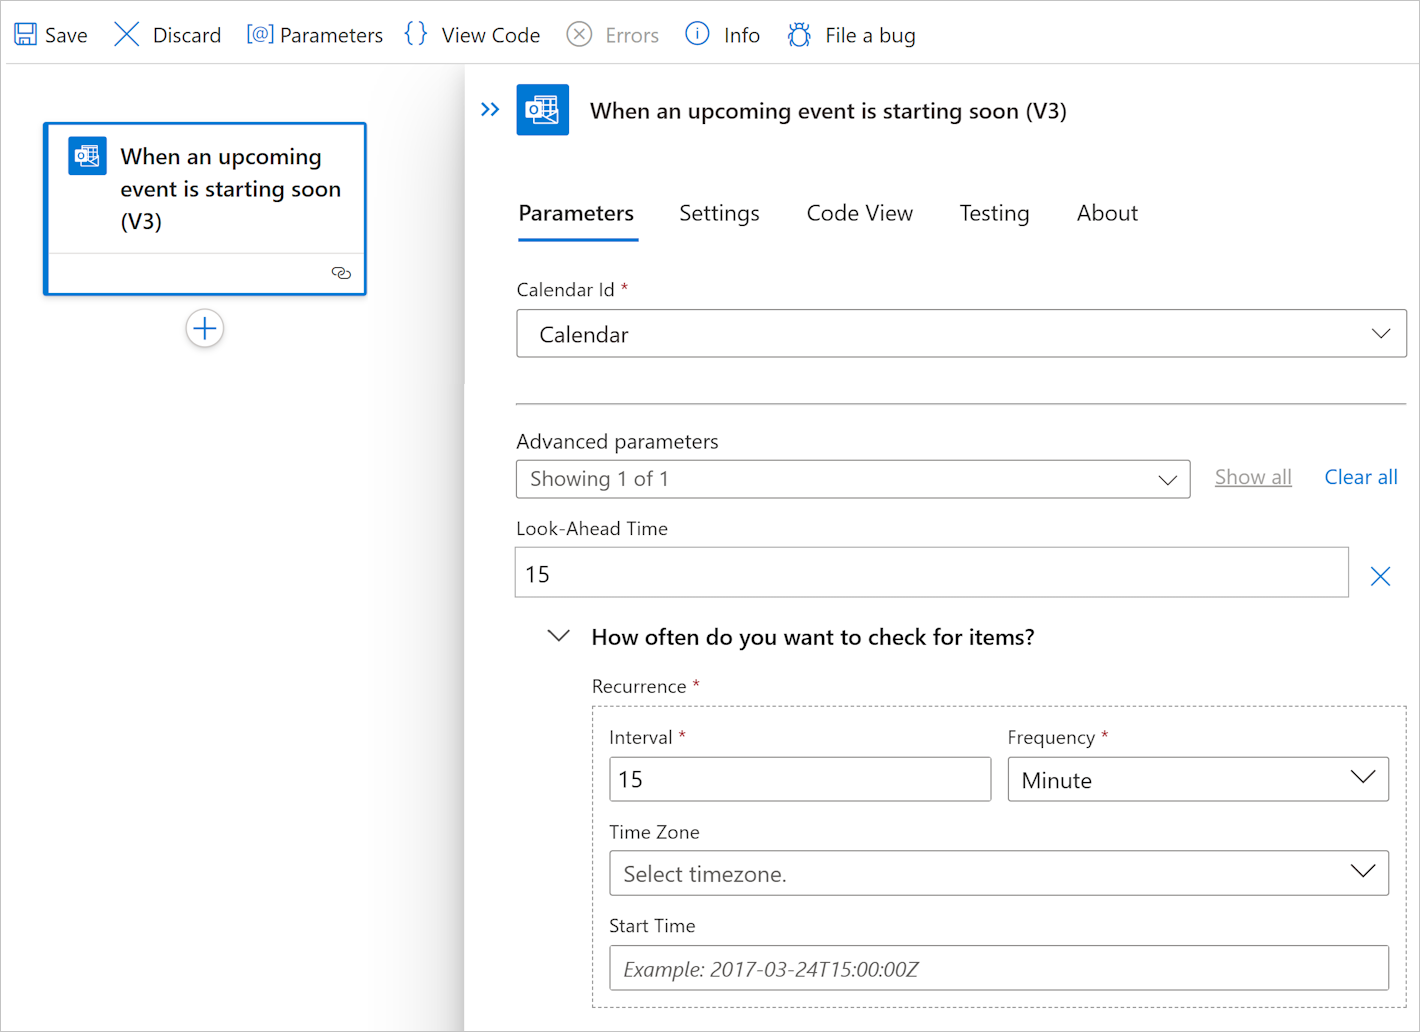 Save Discard [@] Parameters {} View Code Errors Info File a bug
When an upcoming
event is starting soon
(V3)
When an upcoming event is starting soon (V3)
Parameters Settings Code View Testing About
Calendar Id *
Calendar
Advanced parameters
Showing 1 of 1 Show all Clear all
Look-Ahead Time
15
How often do you want to check for items?
Recurrence *
Interval * Frequency *
15 Minute
Time Zone
Select timezone.
Start Time
Example: 2017-03-24T15:00:00Z